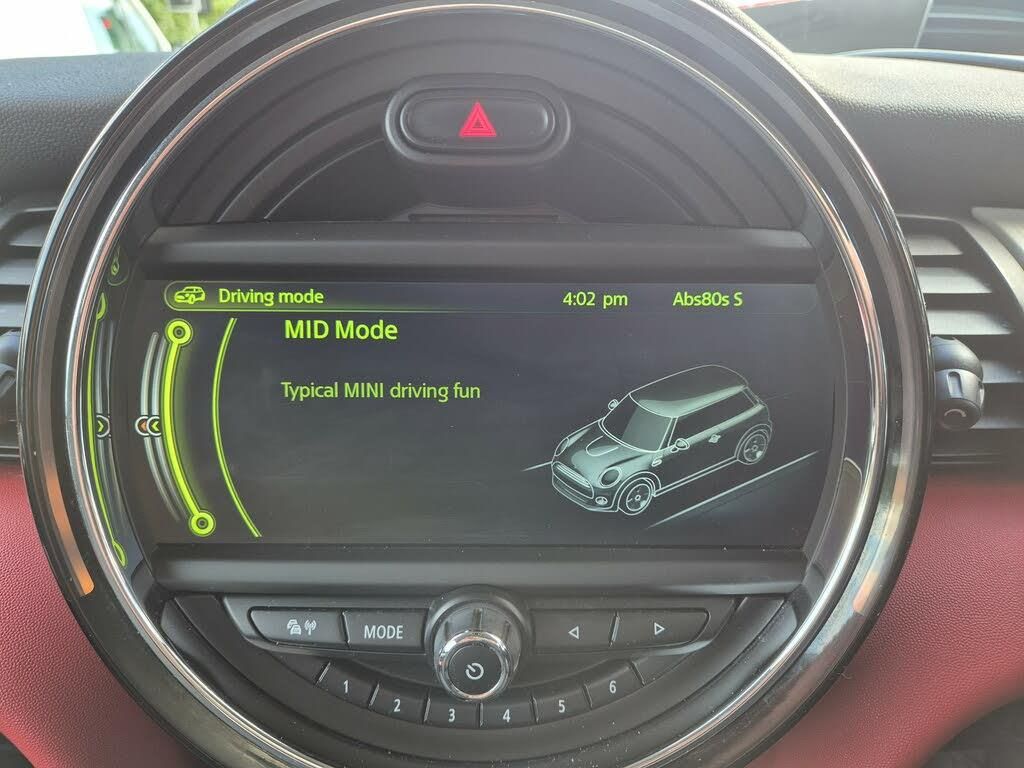 Driving mode 4:02 pm Abs80s S
MID Mode
Typical MINI driving fun
MODE
1 2 3 4 5 6